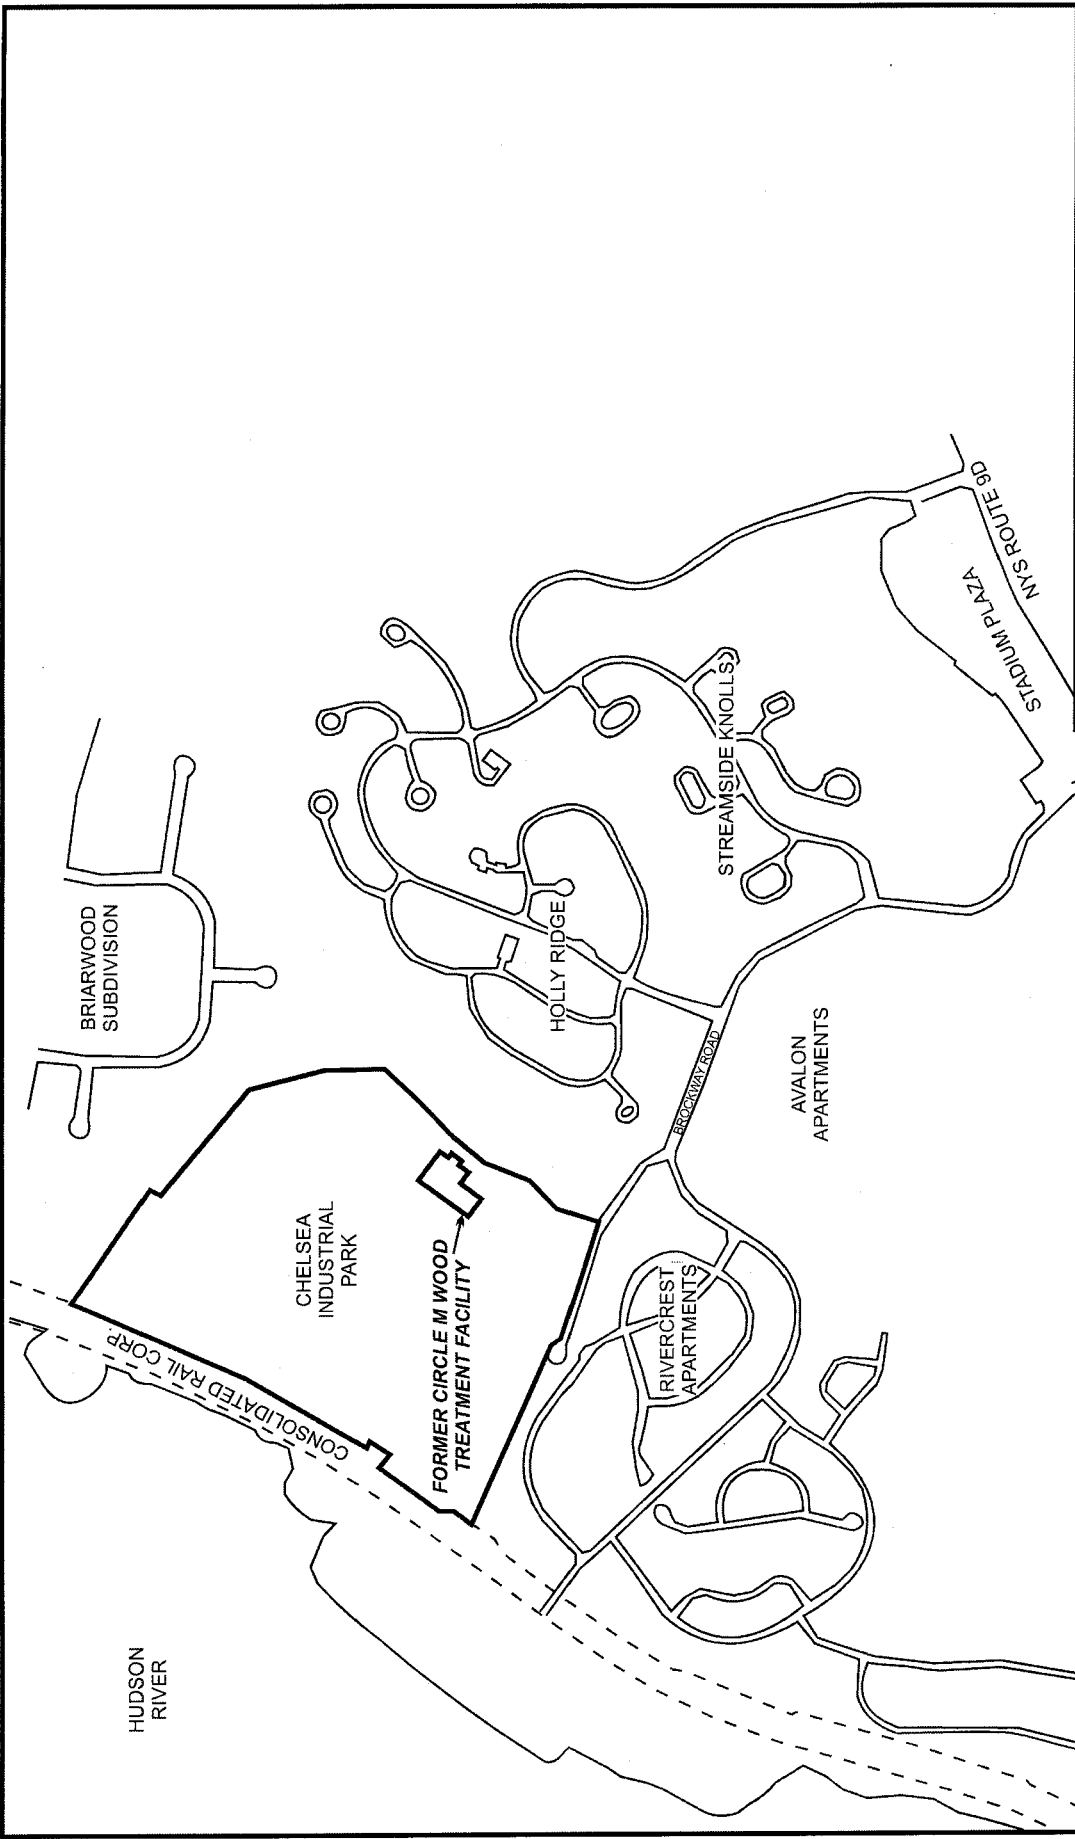 HUDSON
RIVER
BRIARWOOD
SUBDIVISION
CONSOLIDATED RAIL CORP.
CHELSEA
INDUSTRIAL
PARK
FORMER CIRCLE M WOOD
TREATMENT FACILITY
HOLLY RIDGE
RIVERCREST
APARTMENTS
BROCKWAY ROAD
STREAMSIDE KNOLLS
AVALON
APARTMENTS
STADIUM PLAZA
NYS ROUTE 9D